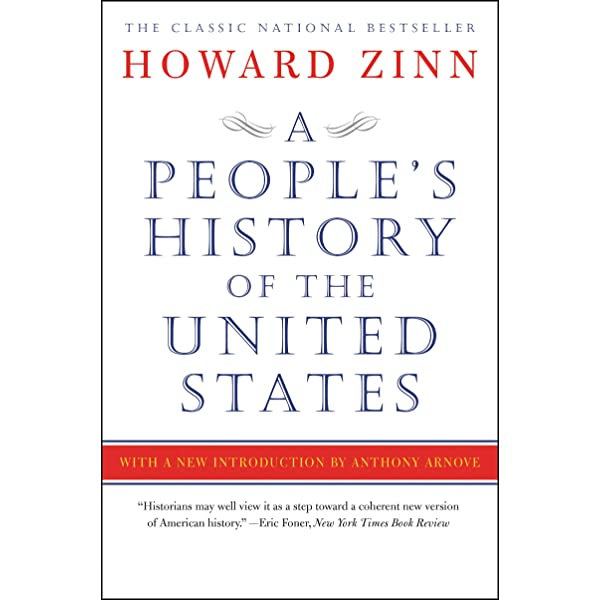 THE CLASSIC NATIONAL BESTSELLER
HOWARD ZINN
A
PEOPLE'S
HISTORY
OF THE
UNITED
STATES
WITH A NEW INTRODUCTION BY ANTHONY ARNOVE
“Historians may well view it as a step toward a coherent new version
of American history.” —Eric Foner, New York Times Book Review